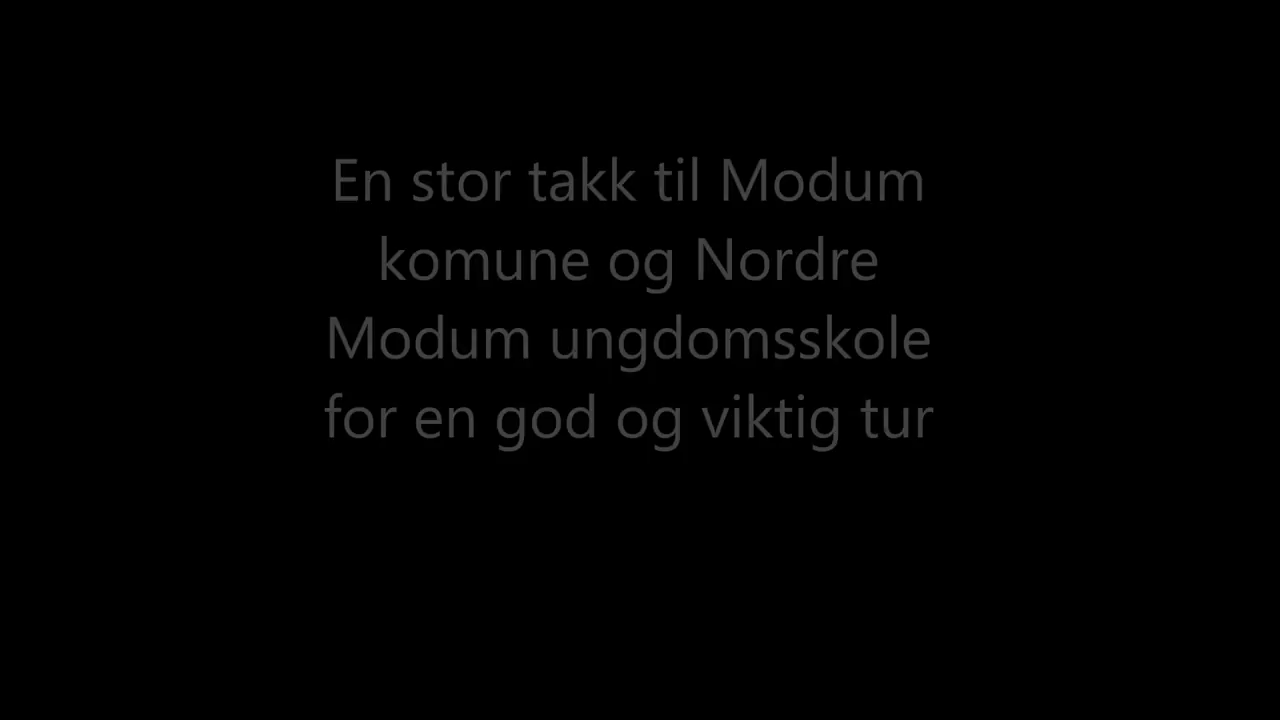 En stor takk til Modum
komune og Nordre
Modum ungdomsskole
for en god og viktig tur